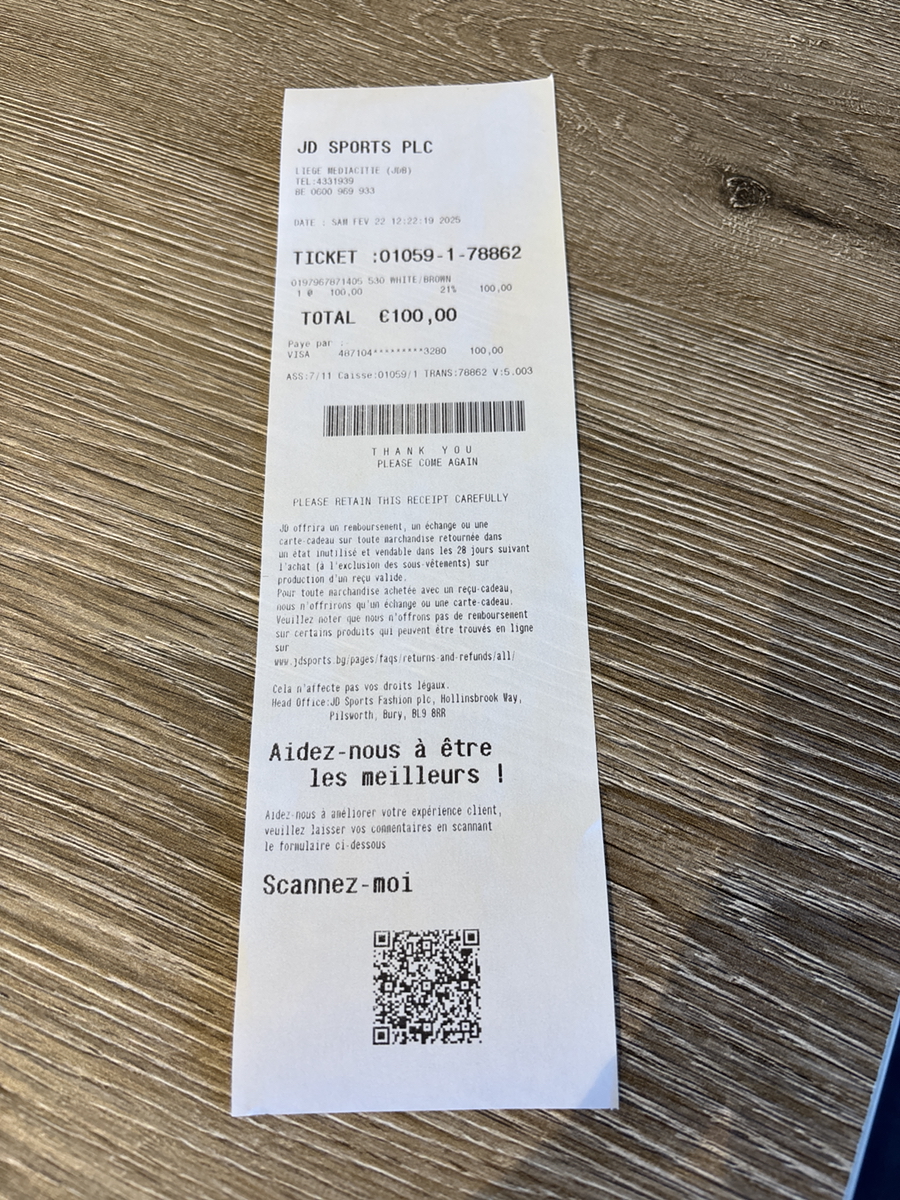 JD SPORTS PLC
LIEGE MEDIACITIE (JDB)
TEL:4331939
BE 0600 969 933
DATE : SAM FEV 22 12:22:19 2025
TICKET :01059-1-78862
0197967871405 530 WHITE/BROWN
1 @ 100,00 21% 100,00
TOTAL €100,00
Paye par :-
VISA 487104*********3280 100,00
ASS:7/11 Caisse:01059/1 TRANS:78862 V:5.003
THANK YOU
PLEASE COME AGAIN
PLEASE RETAIN THIS RECEIPT CAREFULLY
JD offrira un remboursement, un échange ou une
carte-cadeau sur toute marchandise retournée dans
un état inutilisé et vendable dans les 28 jours suivant
l'achat (à l'exclusion des sous-vêtements) sur
production d'un reçu valide.
Pour toute marchandise achetée avec un reçu-cadeau,
nous n'offrirons qu'un échange ou une carte-cadeau.
Veuillez noter que nous n'offrons pas de remboursement
sur certains produits qui peuvent être trouvés en ligne
sur
www.jdsports.bg/pages/faqs/returns-and-refunds/all/
Cela n'affecte pas vos droits légaux.
Head Office:JD Sports Fashion plc, Hollinsbrook Way,
Pilsworth, Bury, BL9 8RR
Aidez-nous à être
les meilleurs !
Aidez-nous à améliorer votre expérience client,
veuillez laisser vos commentaires en scannant
le formulaire ci-dessous
Scannez-moi